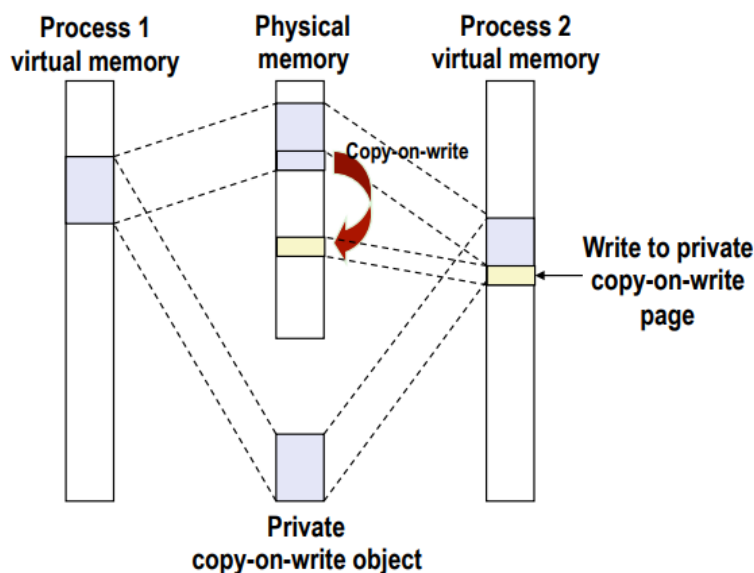 Process 1
virtual memory
Physical
memory
Process 2
virtual memory
Copy-on-write
Write to private
copy-on-write
page
Private
copy-on-write object